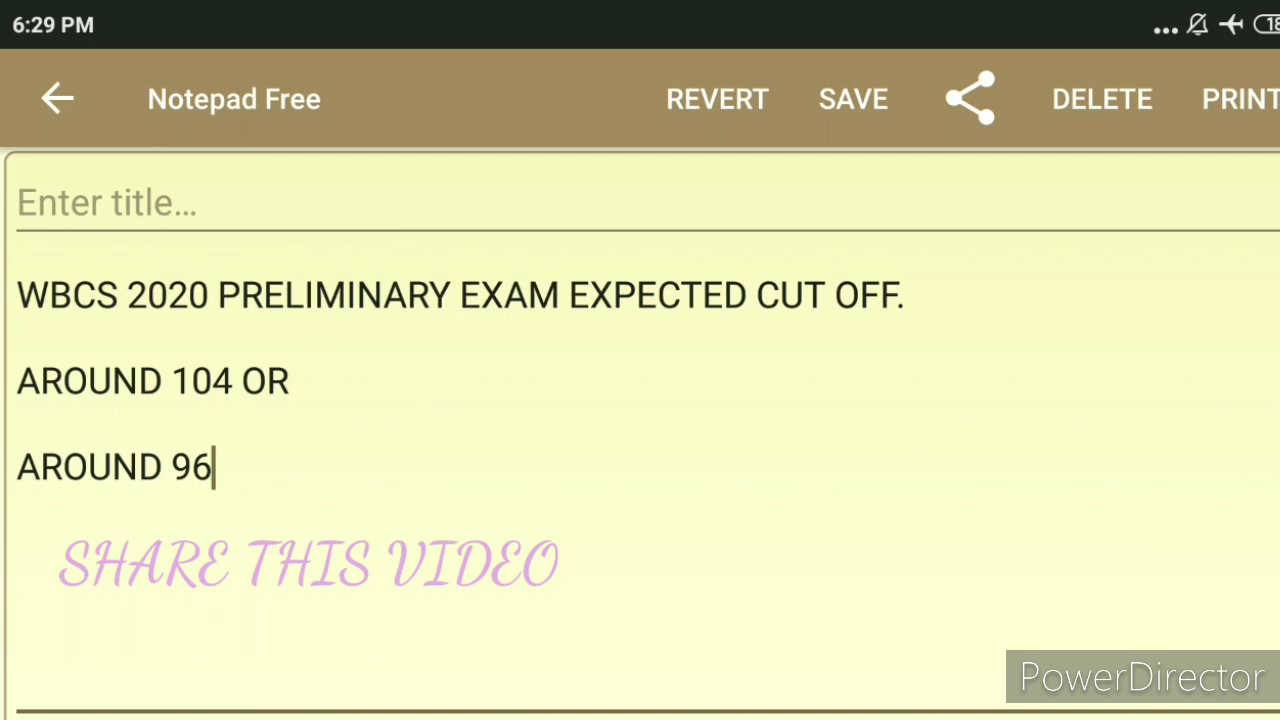 6:29 PM
Notepad Free REVERT SAVE DELETE PRINT
Enter title...
WBCS 2020 PRELIMINARY EXAM EXPECTED CUT OFF.
AROUND 104 OR
AROUND 96
SHARE THIS VIDEO
PowerDirector